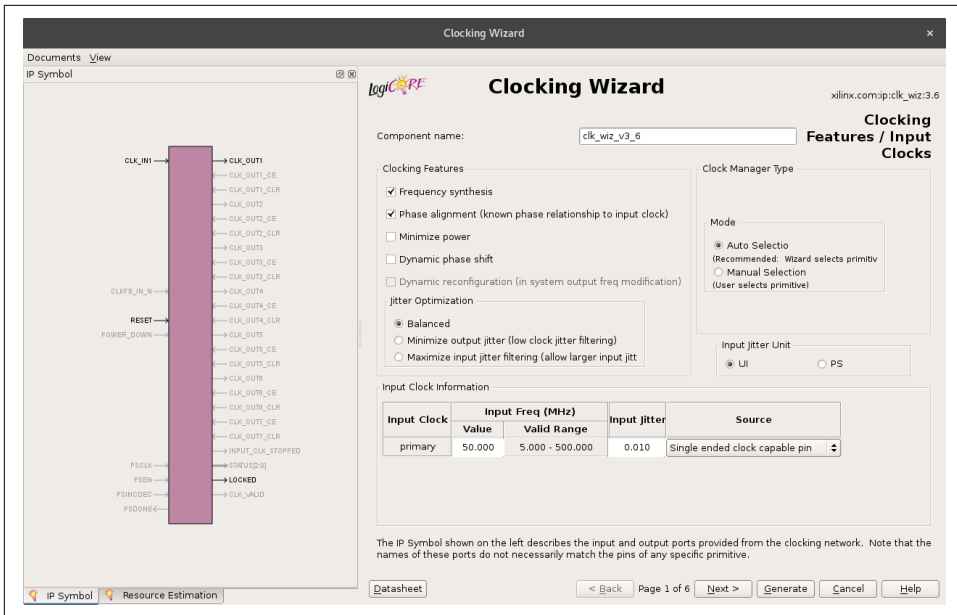 Clocking Wizard
×
Documents View
IP Symbol
CLK_IN1
CLKFB_IN_N
RESET
POWER_DOWN
PSCLK
PSEN
PSINCDEC
PSDONE
CLK_OUT1
CLK_OUT1_CE
CLK_OUT1_CLR
CLK_OUT2
CLK_OUT2_CE
CLK_OUT2_CLR
CLK_OUT3
CLK_OUT3_CE
CLK_OUT3_CLR
CLK_OUT4
CLK_OUT4_CE
CLK_OUT4_CLR
CLK_OUT5
CLK_OUT5_CE
CLK_OUT5_CLR
CLK_OUT6
CLK_OUT6_CE
CLK_OUT6_CLR
CLK_OUT7_CE
CLK_OUT7_CLR
INPUT_CLK_STOPPED
STATUS[2:0]
LOCKED
CLK_VALID
IP Symbol Resource Estimation
LogiCORE
Clocking Wizard
xilinx.com:ip:clk_wiz:3.6
Clocking
Features / Input
Clocks
Component name: clk_wiz_v3_6
Clocking Features
Frequency synthesis
Phase alignment (known phase relationship to input clock)
Minimize power
Dynamic phase shift
Dynamic reconfiguration (in system output freq modification)
Jitter Optimization
Balanced
Minimize output jitter (low clock jitter filtering)
Maximize input jitter filtering (allow larger input jitt
Clock Manager Type
Mode
Auto Selectio
(Recommended: Wizard selects primitiv
Manual Selection
(User selects primitive)
Input Jitter Unit
UI PS
Input Clock Information
Input Clock Input Freq (MHz) Input Jitter Source
Value Valid Range
primary 50.000 5.000 - 500.000 0.010 Single ended clock capable pin
The IP Symbol shown on the left describes the input and output ports provided from the clocking network. Note that the
names of these ports do not necessarily match the pins of any specific primitive.
Datasheet < Back Page 1 of 6 Next > Generate Cancel Help